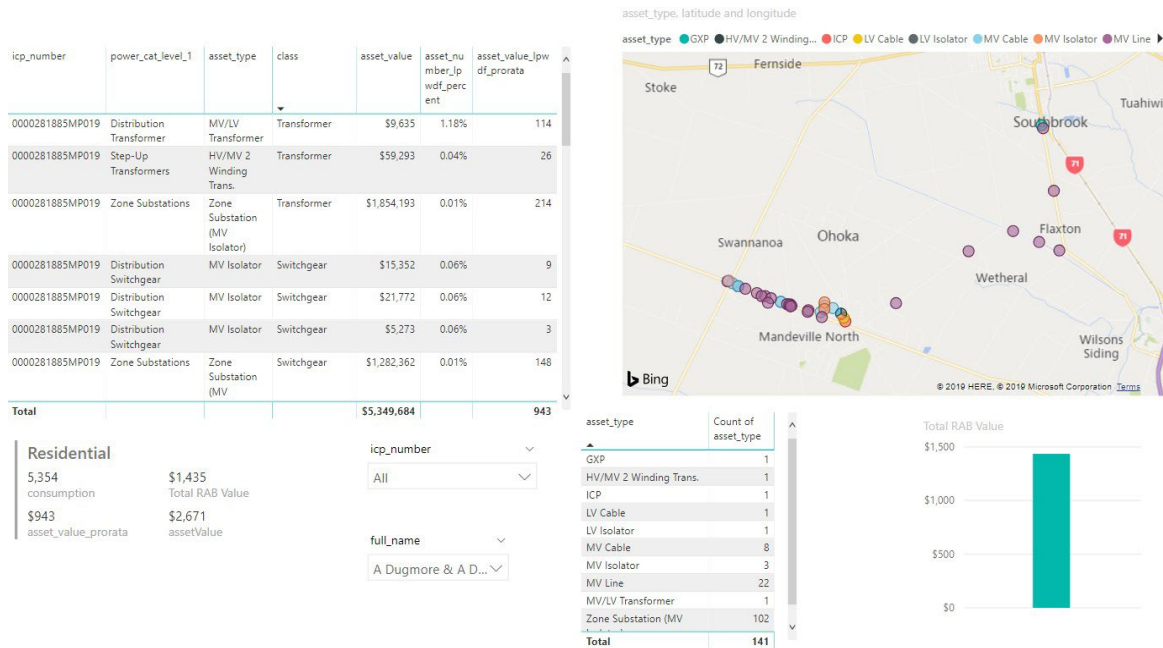 icp_number power_cat_level_1 asset_type class asset_value asset_nu asset_value_lpw
mber_lp df_prorata
wdf_perc
ent
0000281885MP019 Distribution MV/LV Transformer $9,635 1.18% 114
Transformer Transformer
0000281885MP019 Step-Up HV/MV 2 Transformer $59,293 0.04% 26
Transformers Winding
Trans.
0000281885MP019 Zone Substations Zone Transformer $1,854,193 0.01% 214
Substation
(MV
Isolator)
0000281885MP019 Distribution MV Isolator Switchgear $15,352 0.06% 9
Switchgear
0000281885MP019 Distribution MV Isolator Switchgear $21,772 0.06% 12
Switchgear
0000281885MP019 Distribution MV Isolator Switchgear $5,273 0.06% 3
Switchgear
0000281885MP019 Zone Substations Zone Switchgear $1,282,362 0.01% 148
Substation
(MV
Total $5,349,684 943
asset_type, latitude and longitude
asset_type GXP HV/MV 2 Winding... ICP LV Cable LV Isolator MV Cable MV Isolator MV Line
72
Fernside
Stoke
Tuahiwi
Southbrook
71
Flaxton
71
Ohoka
Swannanoa
Wetheral
Mandeville North
Wilsons
Siding
Bing
© 2019 HERE, © 2019 Microsoft Corporation Terms
Residential
5,354 $1,435
consumption Total RAB Value
$943 $2,671
asset_value_prorata assetValue
icp_number
All
full_name
A Dugmore & A D...
asset_type Count of
asset_type
GXP 1
HV/MV 2 Winding Trans. 1
ICP 1
LV Cable 1
LV Isolator 1
MV Cable 8
MV Isolator 3
MV Line 22
MV/LV Transformer 1
Zone Substation (MV 102
Total 141
Total RAB Value
$1,500
$1,000
$500
$0